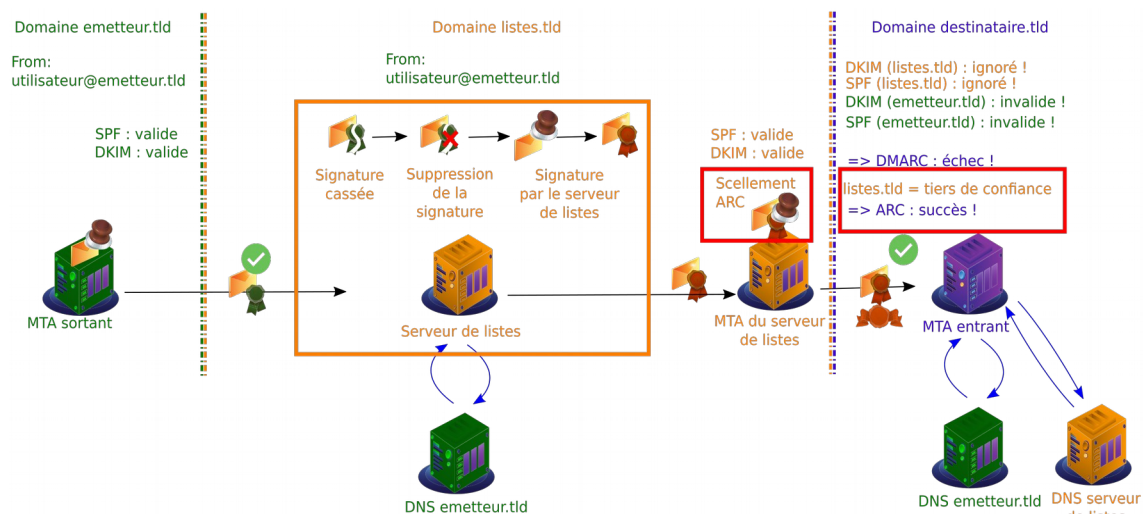 Domaine emetteur.tld
From:
utilisateur@emetteur.tld
SPF : valide
DKIM : valide
MTA sortant
Domaine listes.tld
From:
utilisateur@emetteur.tld
Signature
cassée
Suppression
de la
signature
Signature
par le serveur
de listes
Serveur de listes
DNS emetteur.tld
SPF : valide
DKIM : valide
Scellement
ARC
MTA du serveur
de listes
Domaine destinataire.tld
DKIM (listes.tld) : ignoré !
SPF (listes.tld) : ignoré !
DKIM (emetteur.tld) : invalide !
SPF (emetteur.tld) : invalide !
=> DMARC : échec !
listes.tld = tiers de confiance
=> ARC : succès !
MTA entrant
DNS emetteur.tld
DNS serveur
de listes